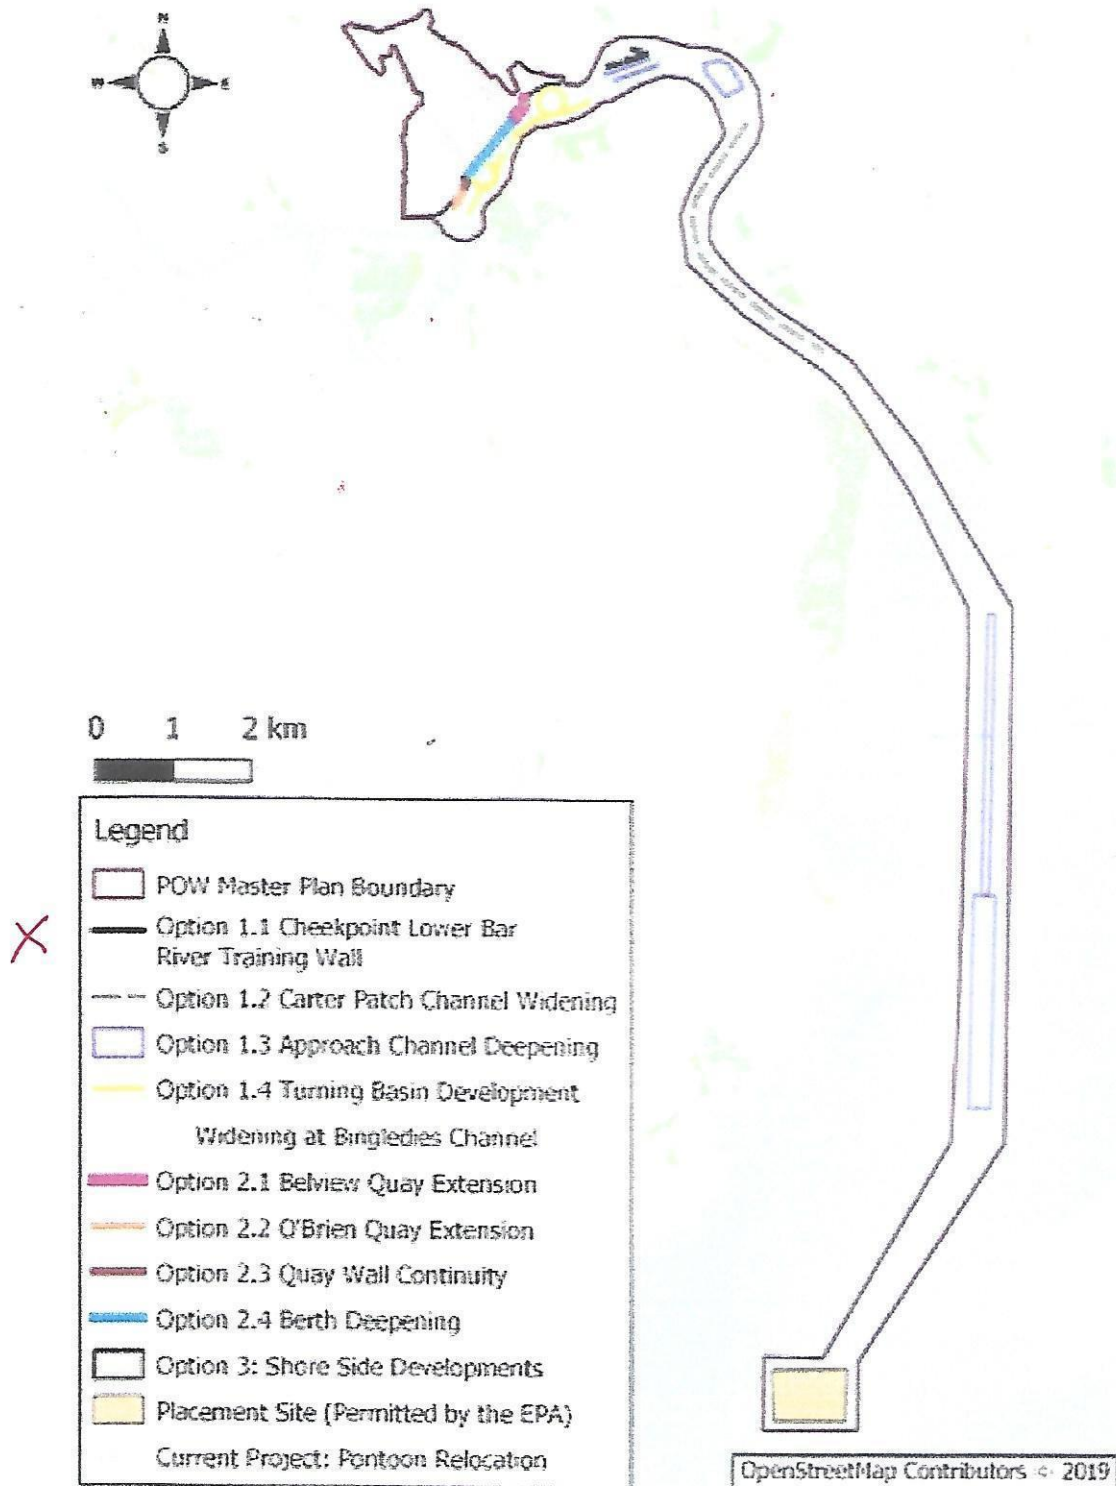 N
W E
S
0 1 2 km
Legend
POW Master Plan Boundary
Option 1.1 Cheekpoint Lower Bar
River Training Wall
Option 1.2 Carter Patch Channel Widening
Option 1.3 Approach Channel Deepening
Option 1.4 Turning Basin Development
Widening at Bingledies Channel
Option 2.1 Belview Quay Extension
Option 2.2 O'Brien Quay Extension
Option 2.3 Quay Wall Continuity
Option 2.4 Berth Deepening
Option 3: Shore Side Developments
Placement Site (Permitted by the EPA)
Current Project: Pontoon Relocation
OpenStreetMap Contributors © 2019